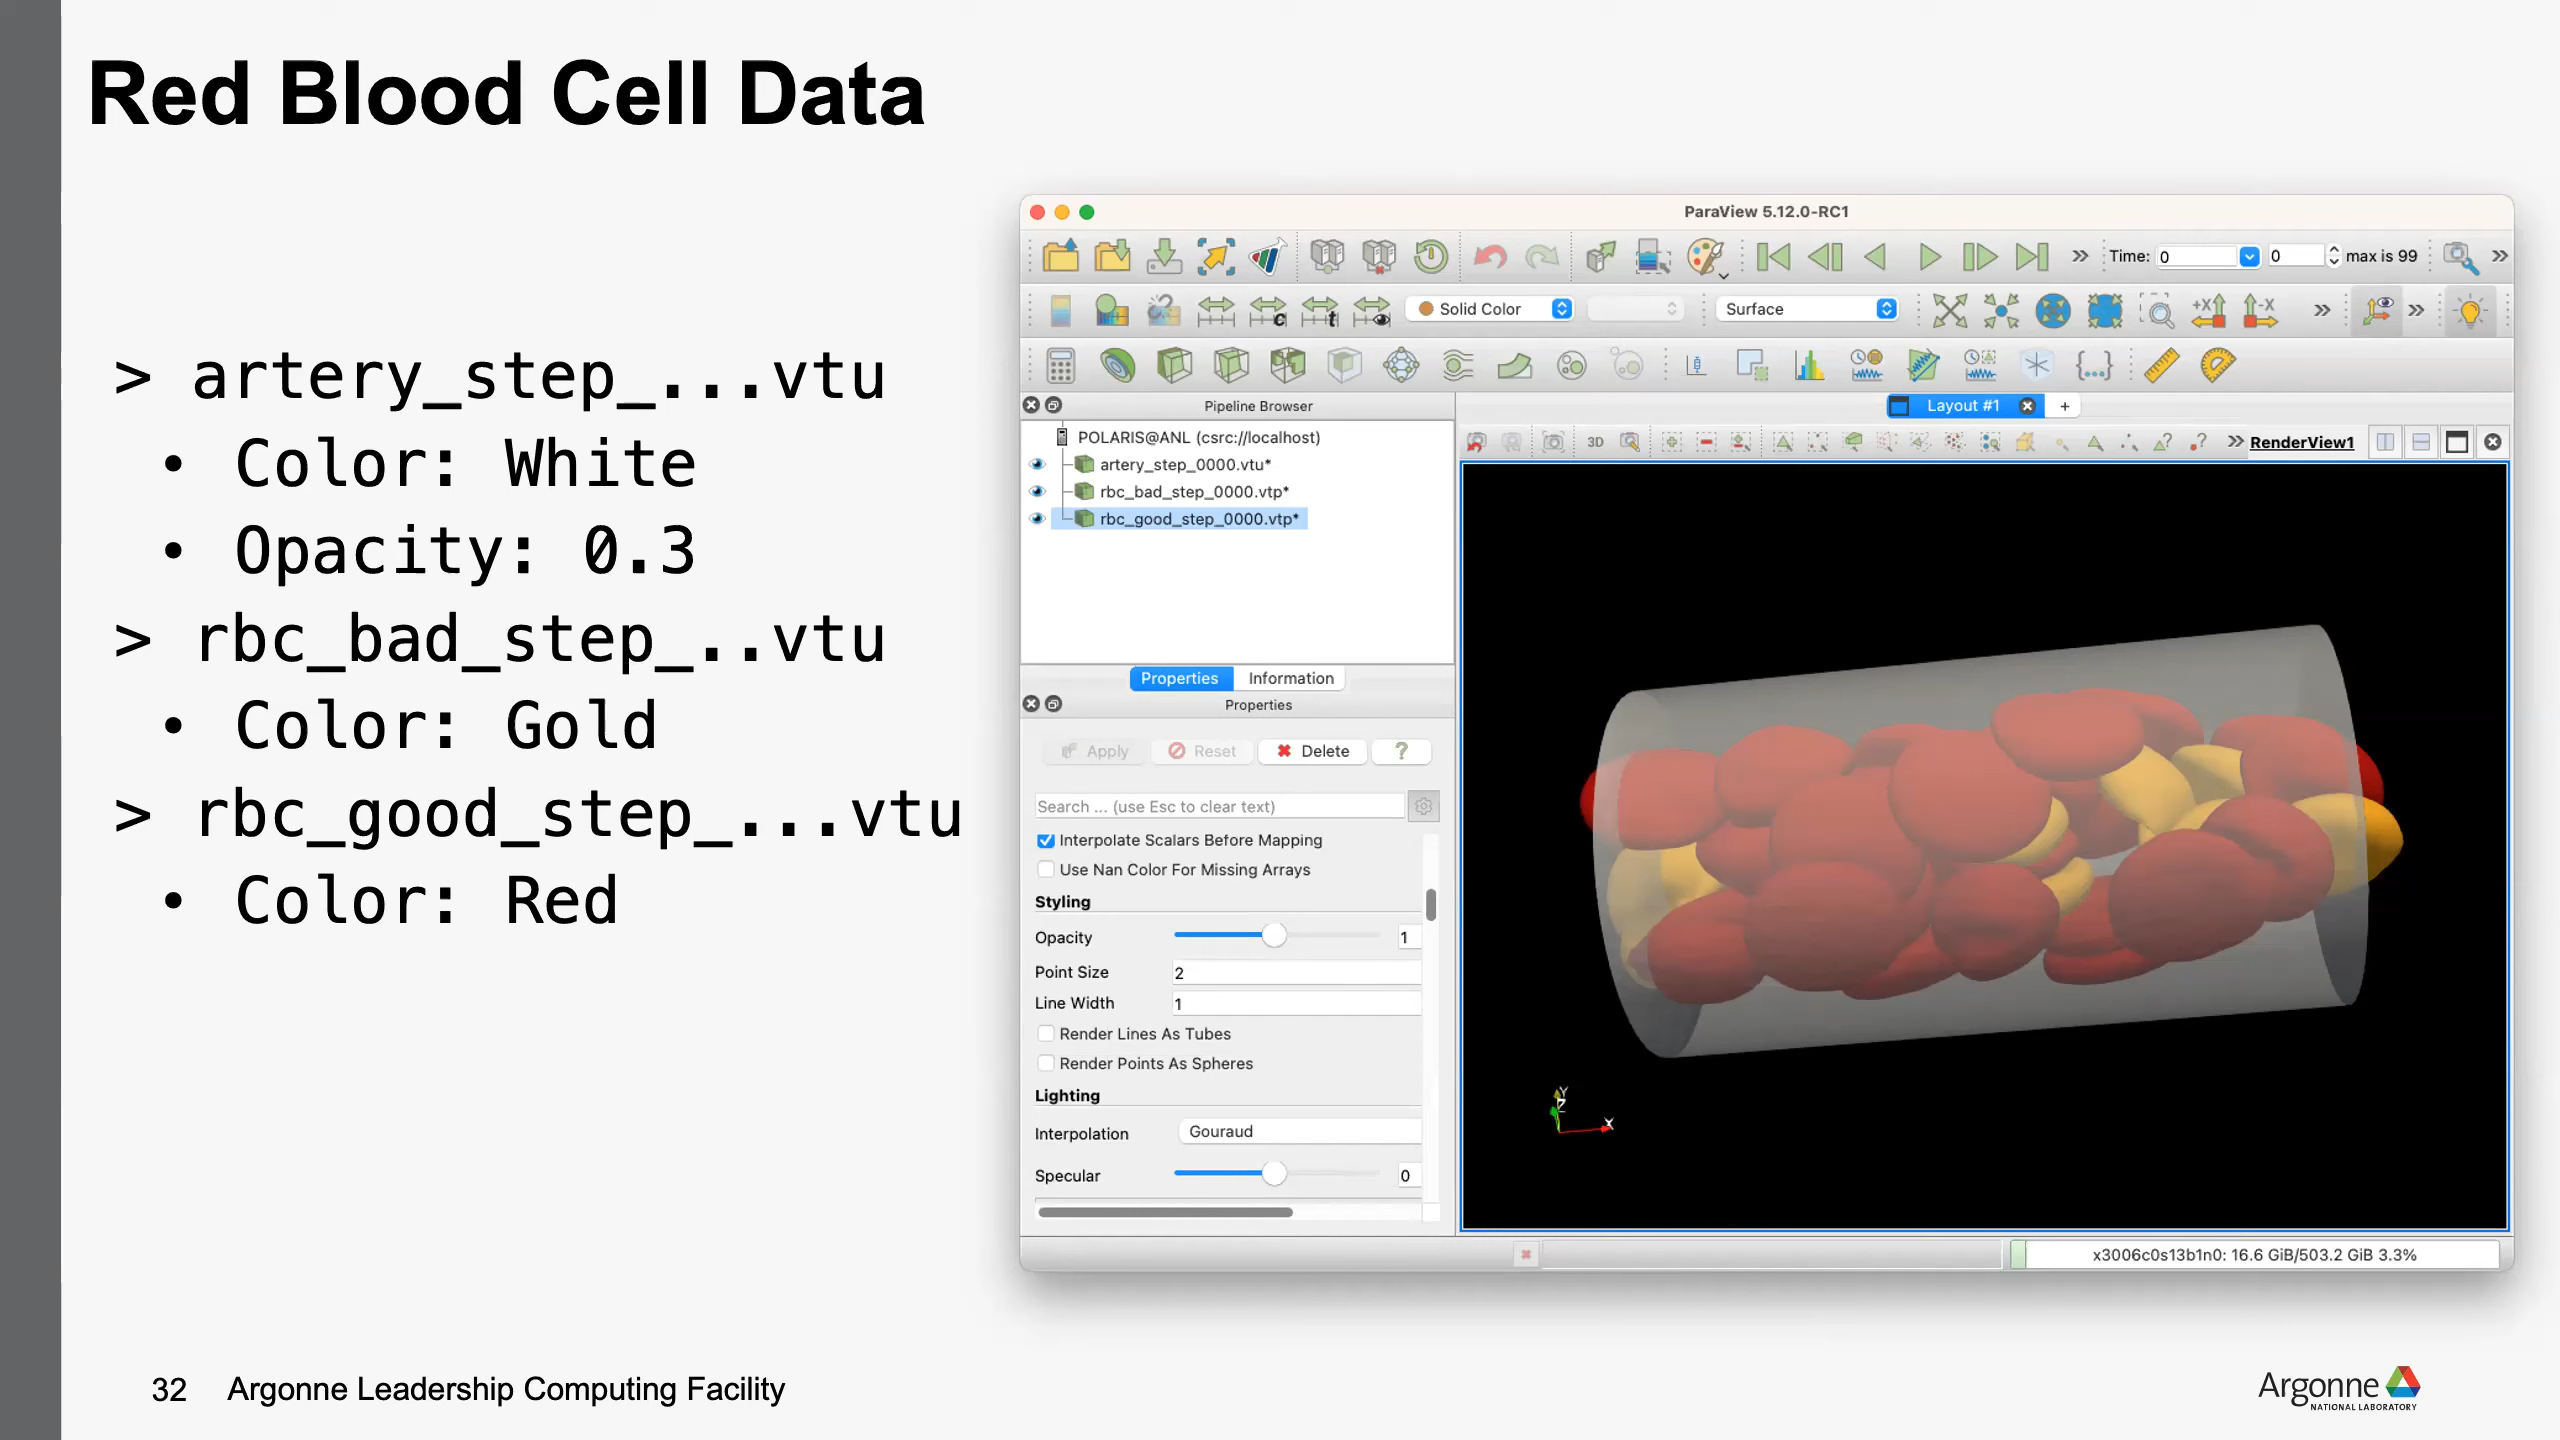 Red Blood Cell Data
> artery_step_...vtu
• Color: White
• Opacity: 0.3
> rbc_bad_step_..vtu
• Color: Gold
> rbc_good_step_...vtu
• Color: Red
ParaView 5.12.0-RC1
Time: 0 0 max is 99
Solid Color Surface +X -X
Pipeline Browser
Layout #1 +
POLARIS@ANL (csrc://localhost)
3D RenderView1
artery_step_0000.vtu*
rbc_bad_step_0000.vtp*
rbc_good_step_0000.vtp*
Properties Information
Properties
Apply Reset Delete ?
Search ... (use Esc to clear text)
Interpolate Scalars Before Mapping
Use Nan Color For Missing Arrays
Styling
Opacity 1
Point Size 2
Line Width 1
Render Lines As Tubes
Render Points As Spheres
Lighting
Interpolation Gouraud
Specular 0
Y
Z
X
x3006c0s13b1n0: 16.6 GiB/503.2 GiB 3.3%
32 Argonne Leadership Computing Facility
Argonne
NATIONAL LABORATORY